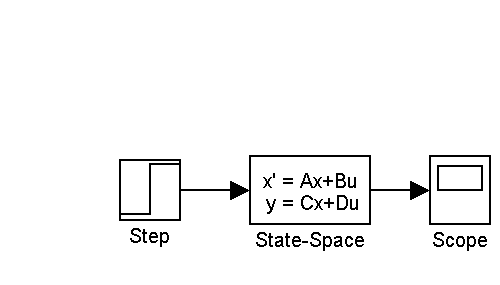 x' = Ax+Bu
y = Cx+Du
Step
State-Space
Scope